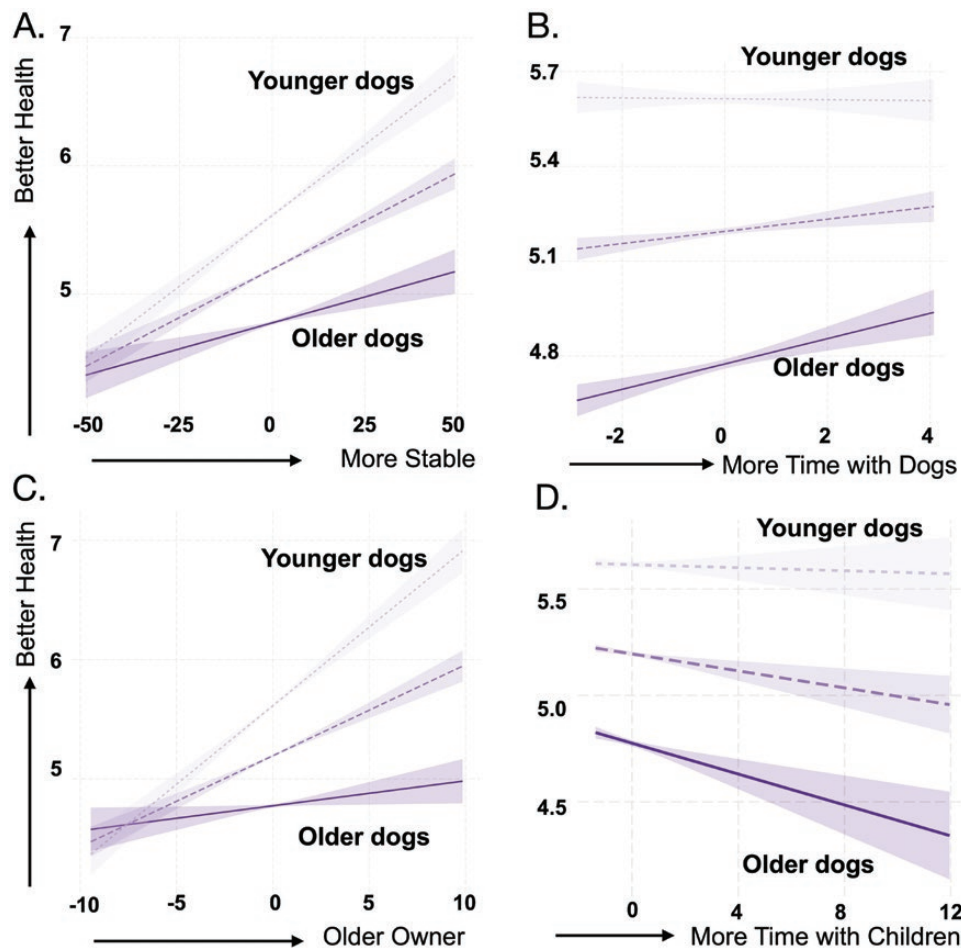 A.
7
6
5
Better Health
Younger dogs
Older dogs
-50 -25 0 25 50
More Stable
B.
5.7
5.4
5.1
4.8
Younger dogs
Older dogs
-2 0 2 4
More Time with Dogs
C.
7
6
5
Better Health
Younger dogs
Older dogs
-10 -5 0 5 10
Older Owner
D.
5.5
5.0
4.5
Younger dogs
Older dogs
0 4 8 12
More Time with Children